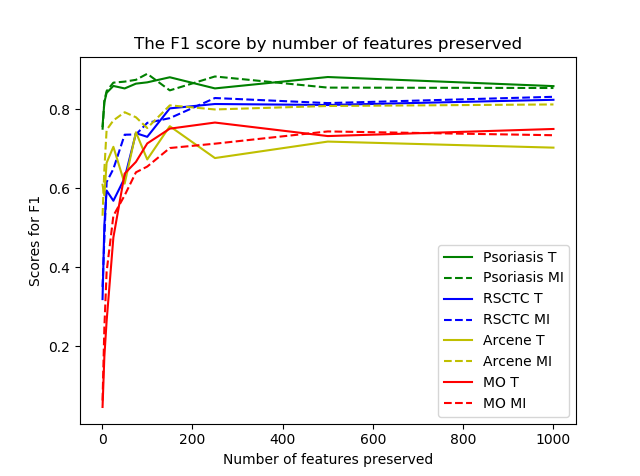 The F1 score by number of features preserved
Scores for F1
0.8
0.6
0.4
0.2
Psoriasis T
Psoriasis MI
RSCTC T
RSCTC MI
Arcene T
Arcene MI
MO T
MO MI
0 200 400 600 800 1000
Number of features preserved